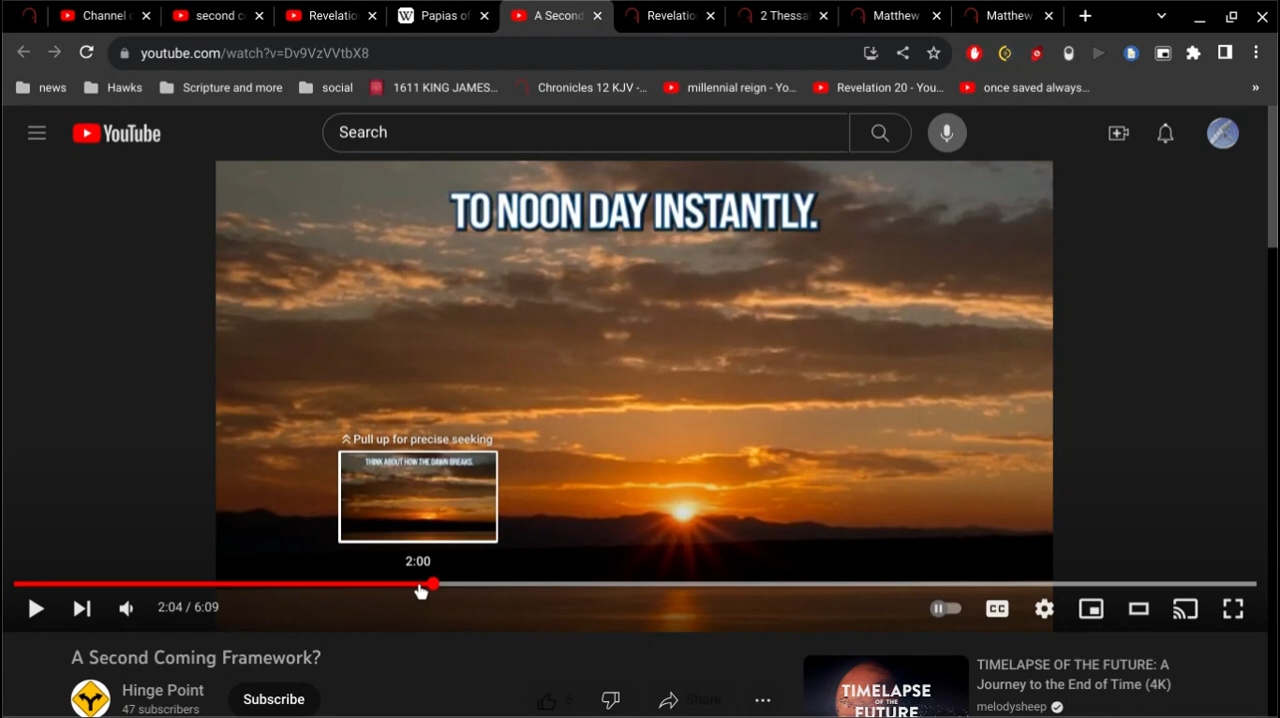 Channel
second c
Revelatio
Papias of
A Second
Revelatio
2 Thessa
Matthew
Matthew
youtube.com/watch?v=Dv9VzVVtbX8
news
Hawks
Scripture and more
social
1611 KING JAMES...
Chronicles 12 KJV -...
millennial reign - Yo...
Revelation 20 - You...
once saved always...
»
YouTube
Search
TO NOON DAY INSTANTLY.
Pull up for precise seeking
THINK ABOUT HOW THE DAWN BREAKS.
2:00
2:04 / 6:09
CC
A Second Coming Framework?
Hinge Point
47 subscribers
Subscribe
6
Share
TIMELAPSE
OF THE
FUTURE
TIMELAPSE OF THE FUTURE: A
Journey to the End of Time (4K)
melodysheep